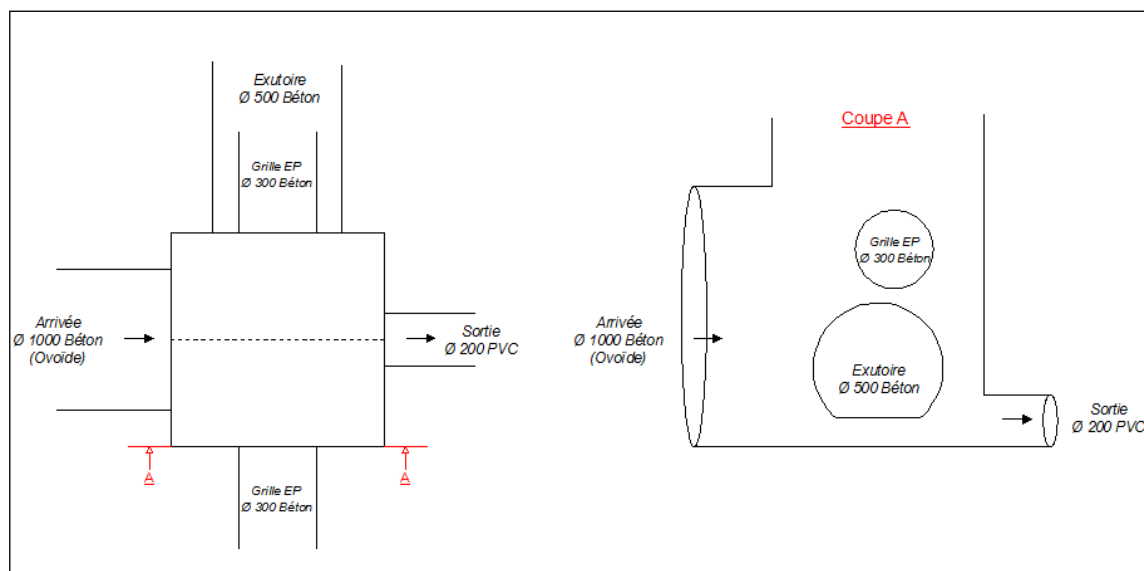 Exutoire
Ø 500 Béton
Grille EP
Ø 300 Béton
Arrivée
Ø 1000 Béton
(Ovoïde)
Sortie
Ø 200 PVC
A
A
Grille EP
Ø 300 Béton
Coupe A
Grille EP
Ø 300 Béton
Arrivée
Ø 1000 Béton
(Ovoïde)
Exutoire
Ø 500 Béton
Sortie
Ø 200 PVC